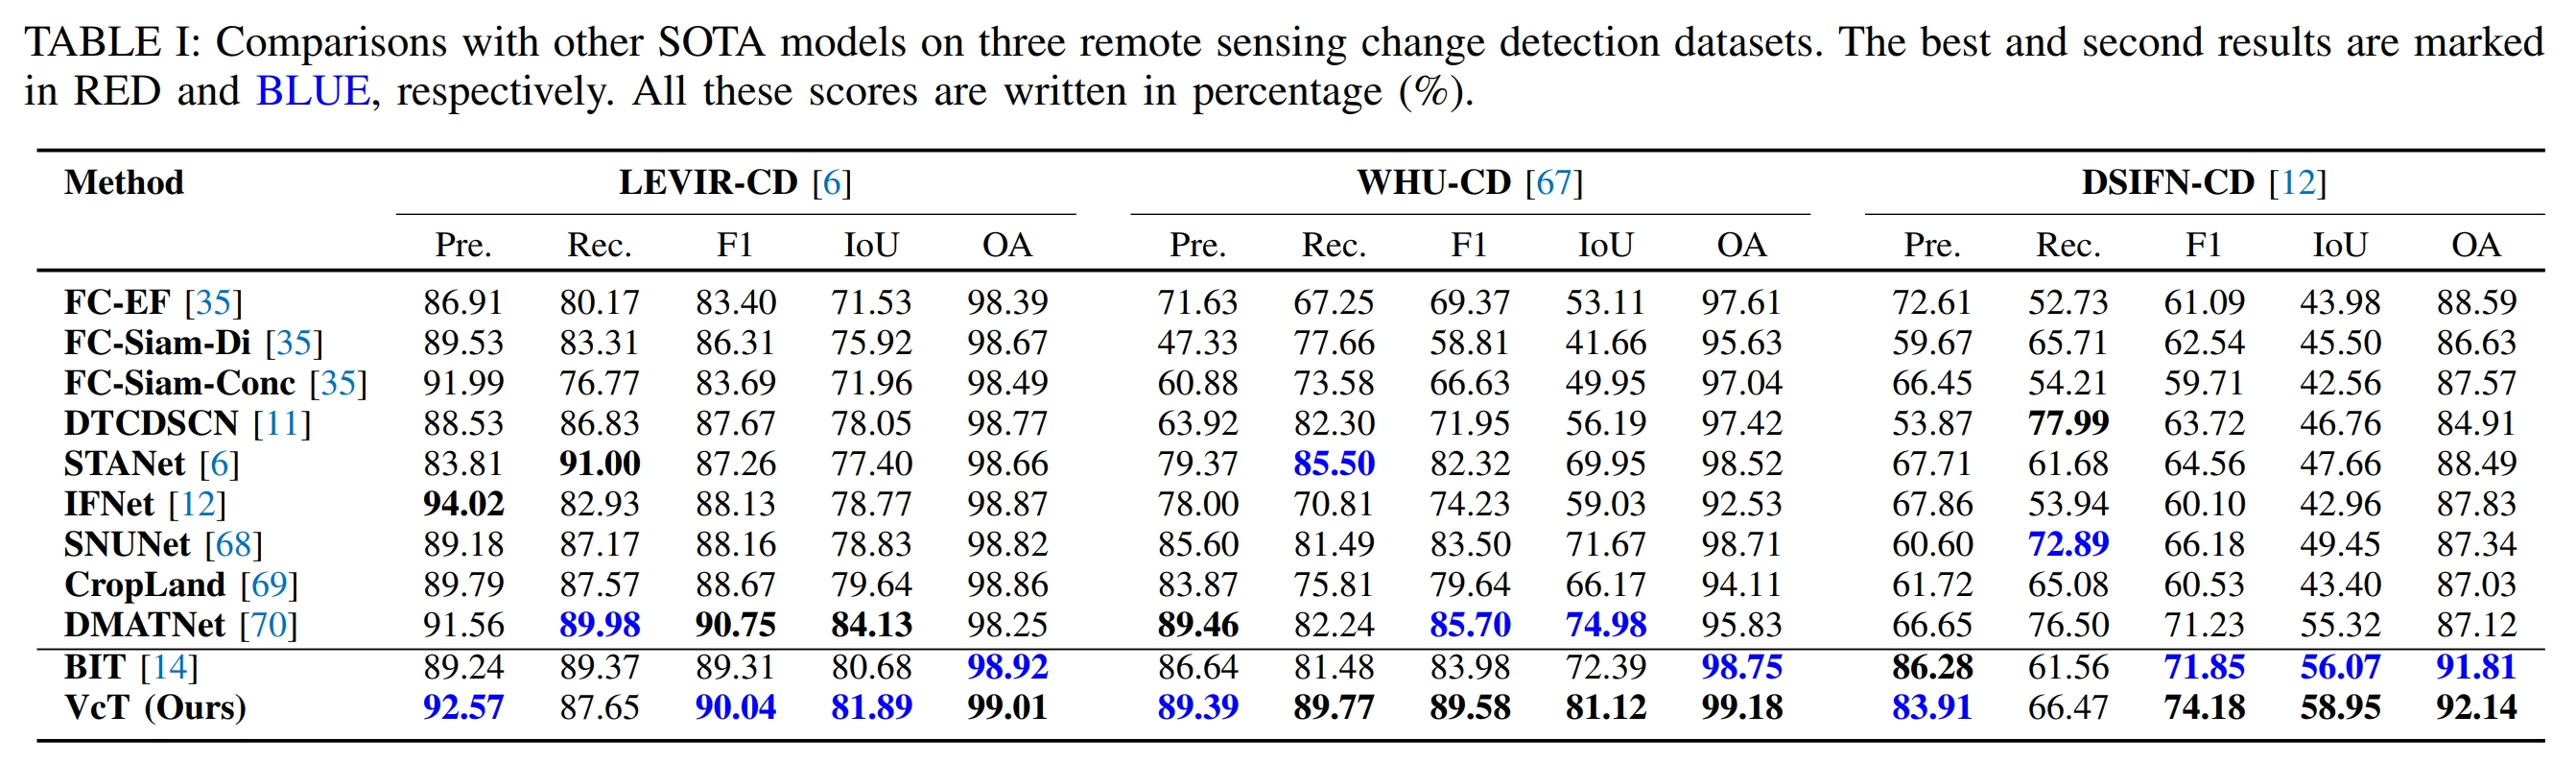 TABLE I: Comparisons with other SOTA models on three remote sensing change detection datasets. The best and second results are marked
in RED and BLUE, respectively. All these scores are written in percentage (%).
Method LEVIR-CD [6] WHU-CD [67] DSIFN-CD [12]
Pre. Rec. F1 IoU OA Pre. Rec. F1 IoU OA Pre. Rec. F1 IoU OA
FC-EF [35] 86.91 80.17 83.40 71.53 98.39 71.63 67.25 69.37 53.11 97.61 72.61 52.73 61.09 43.98 88.59
FC-Siam-Di [35] 89.53 83.31 86.31 75.92 98.67 47.33 77.66 58.81 41.66 95.63 59.67 65.71 62.54 45.50 86.63
FC-Siam-Conc [35] 91.99 76.77 83.69 71.96 98.49 60.88 73.58 66.63 49.95 97.04 66.45 54.21 59.71 42.56 87.57
DTCDSCN [11] 88.53 86.83 87.67 78.05 98.77 63.92 82.30 71.95 56.19 97.42 53.87 77.99 63.72 46.76 84.91
STANet [6] 83.81 91.00 87.26 77.40 98.66 79.37 85.50 82.32 69.95 98.52 67.71 61.68 64.56 47.66 88.49
IFNet [12] 94.02 82.93 88.13 78.77 98.87 78.00 70.81 74.23 59.03 92.53 67.86 53.94 60.10 42.96 87.83
SNUNet [68] 89.18 87.17 88.16 78.83 98.82 85.60 81.49 83.50 71.67 98.71 60.60 72.89 66.18 49.45 87.34
CropLand [69] 89.79 87.57 88.67 79.64 98.86 83.87 75.81 79.64 66.17 94.11 61.72 65.08 60.53 43.40 87.03
DMATNet [70] 91.56 89.98 90.75 84.13 98.25 89.46 82.24 85.70 74.98 95.83 66.65 76.50 71.23 55.32 87.12
BIT [14] 89.24 89.37 89.31 80.68 98.92 86.64 81.48 83.98 72.39 98.75 86.28 61.56 71.85 56.07 91.81
VcT (Ours) 92.57 87.65 90.04 81.89 99.01 89.39 89.77 89.58 81.12 99.18 83.91 66.47 74.18 58.95 92.14